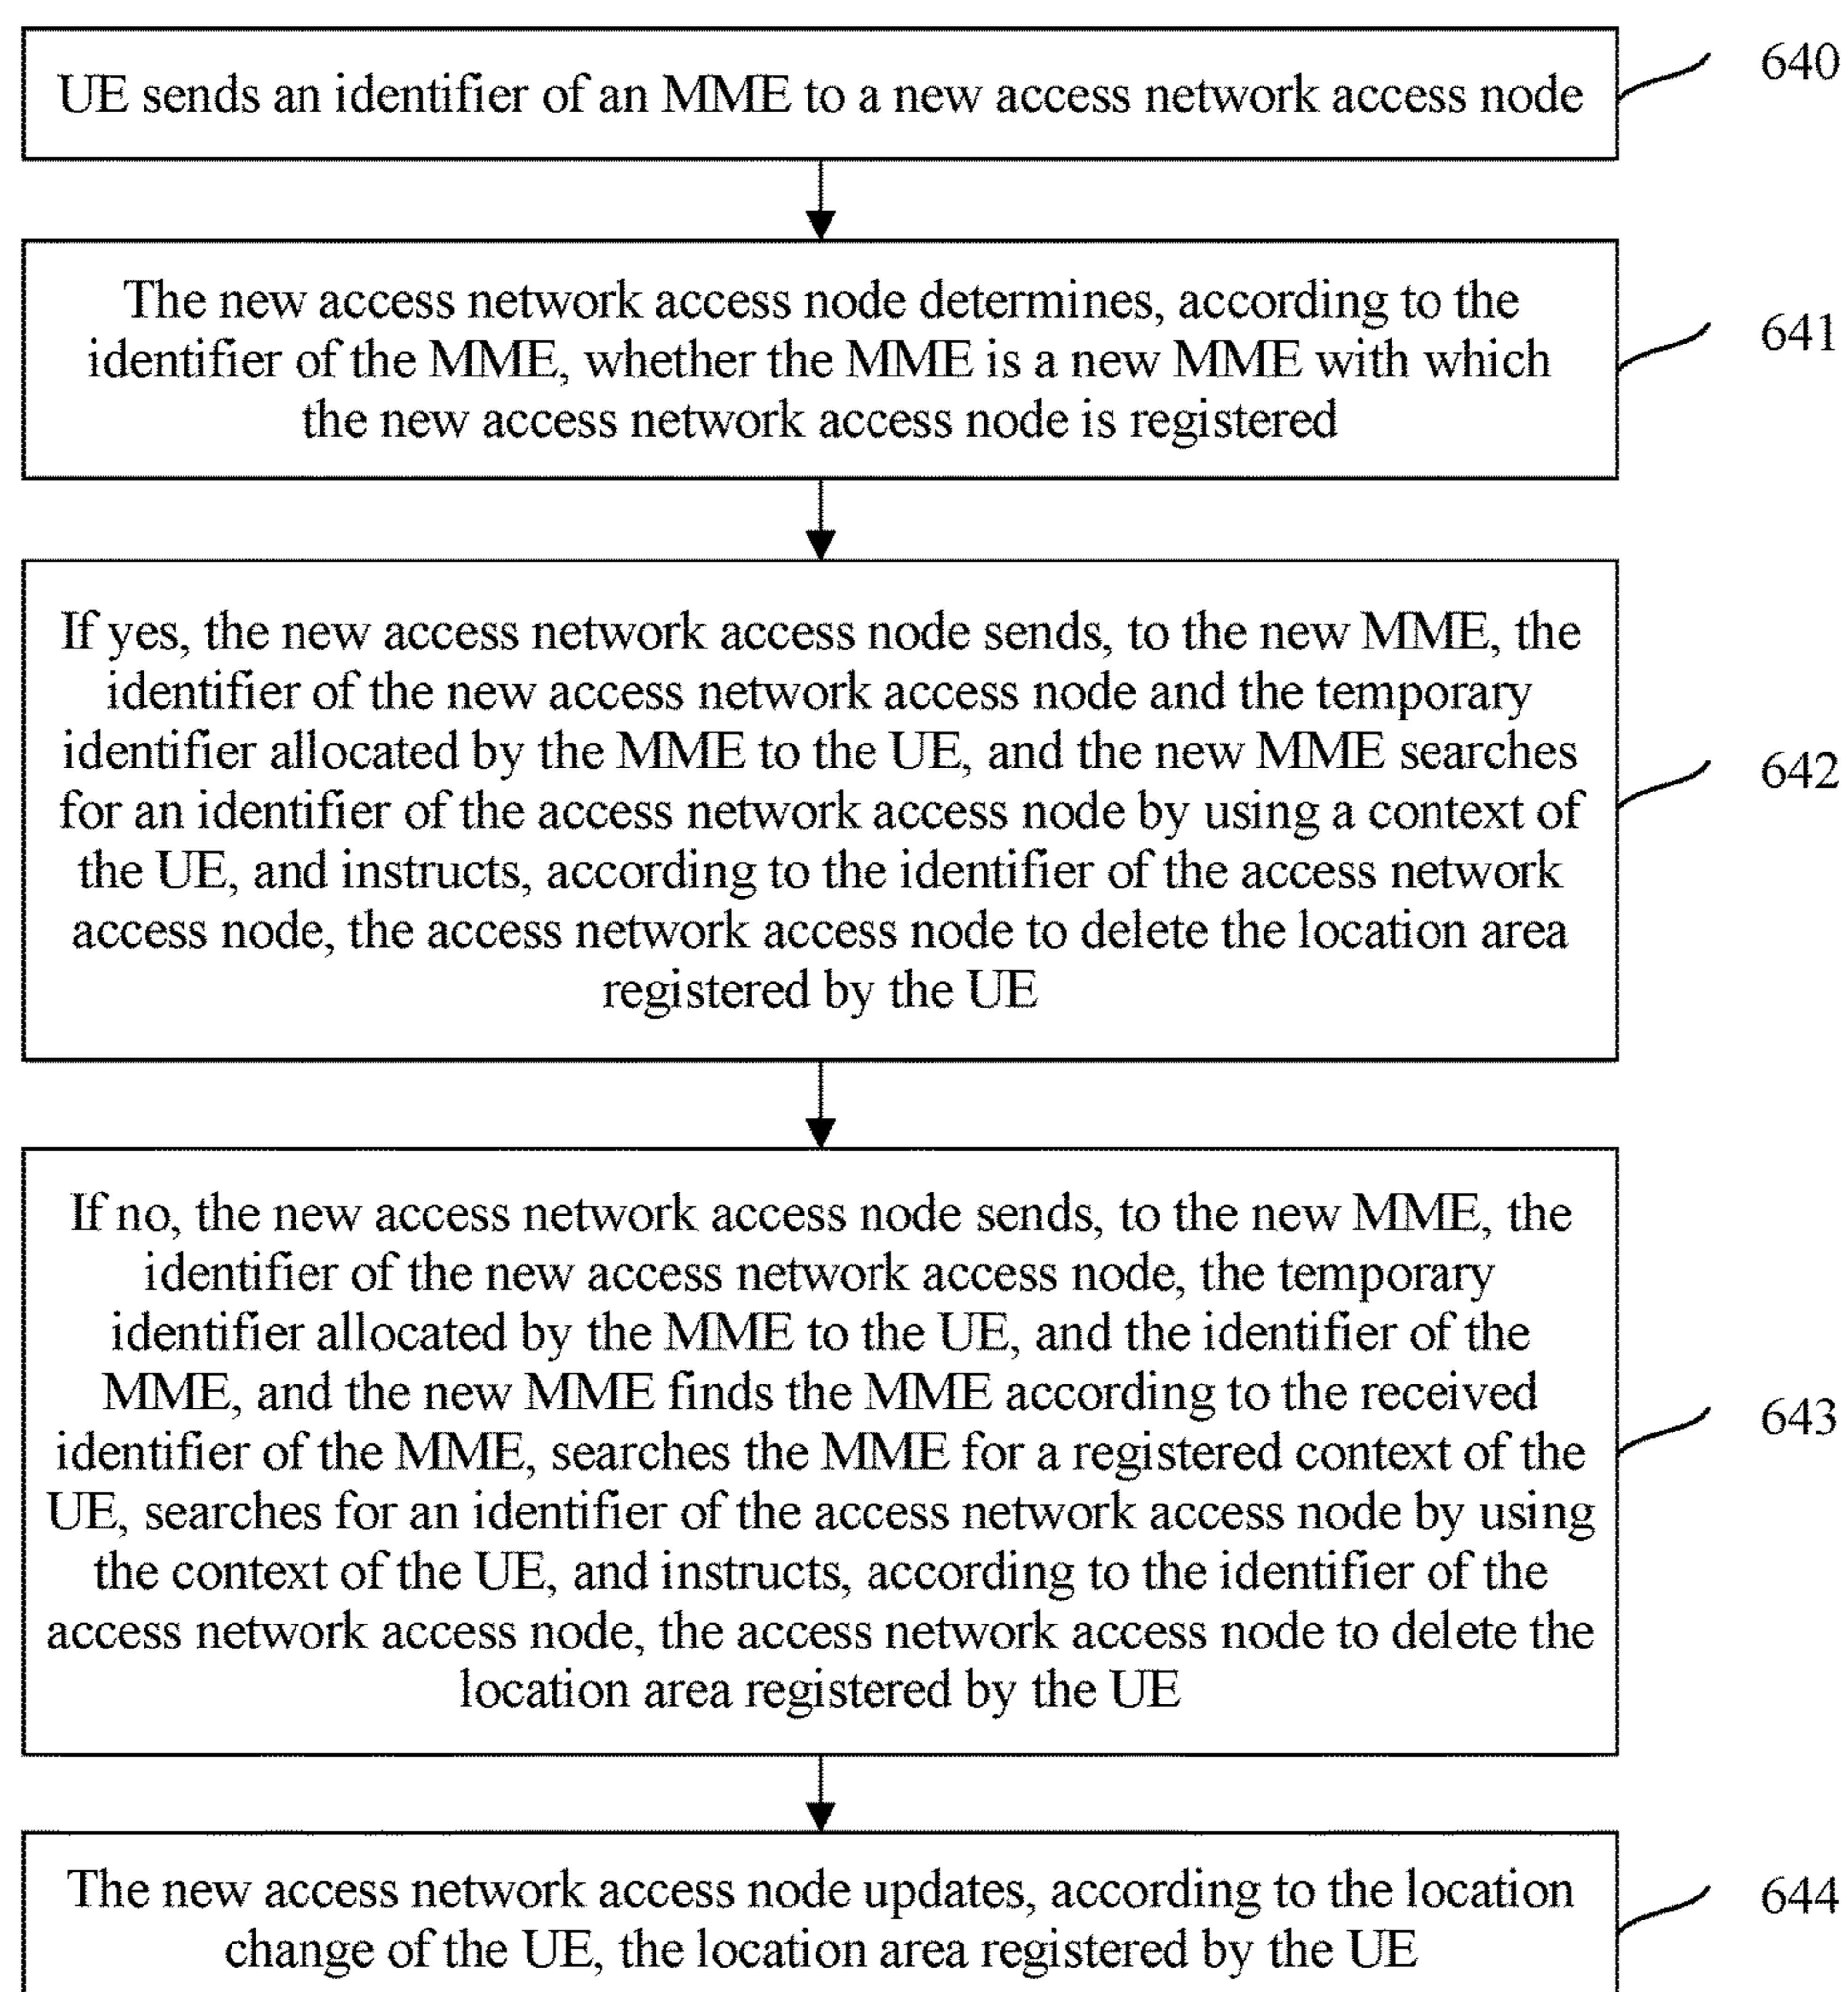 UE sends an identifier of an MME to a new access network access node
640
The new access network access node determines, according to the
identifier of the MME, whether the MME is a new MME with which
the new access network access node is registered
641
If yes, the new access network access node sends, to the new MME, the
identifier of the new access network access node and the temporary
identifier allocated by the MME to the UE, and the new MME searches
for an identifier of the access network access node by using a context of
the UE, and instructs, according to the identifier of the access network
access node, the access network access node to delete the location area
registered by the UE
642
If no, the new access network access node sends, to the new MME, the
identifier of the new access network access node, the temporary
identifier allocated by the MME to the UE, and the identifier of the
MME, and the new MME finds the MME according to the received
identifier of the MME, searches the MME for a registered context of the
UE, searches for an identifier of the access network access node by using
the context of the UE, and instructs, according to the identifier of the
access network access node, the access network access node to delete the
location area registered by the UE
643
The new access network access node updates, according to the location
change of the UE, the location area registered by the UE
644